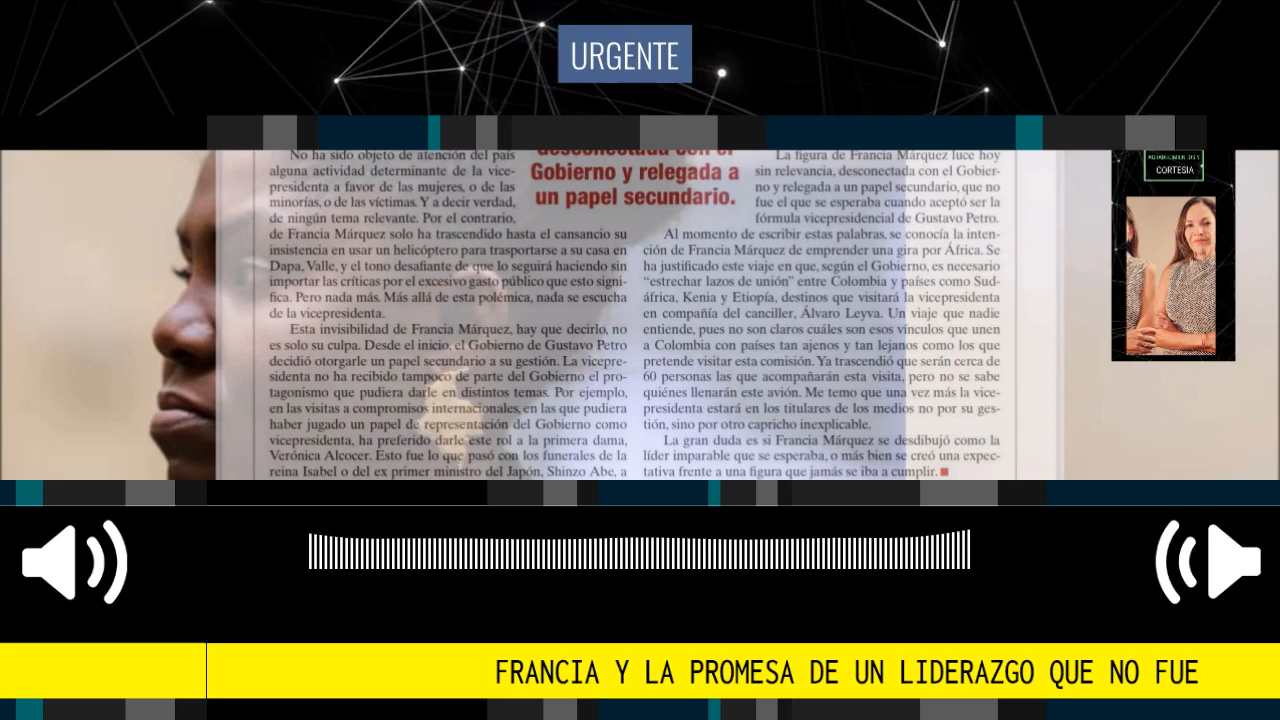 URGENTE
No ha sido objeto de atención del país
alguna actividad determinante de la vice-
presidenta a favor de las mujeres, o de las
minorías, o de las víctimas. Y a decir verdad,
de ningún tema relevante. Por el contrario,
de Francia Márquez solo ha trascendido hasta el cansancio su
insistencia en usar un helicóptero para trasportarse a su casa en
Dapa, Valle, y el tono desafiante de que lo seguirá haciendo sin
importar las críticas por el excesivo gasto público que esto signi-
fica. Pero nada más. Más allá de esta polémica, nada se escucha
de la vicepresidenta.
Esta invisibilidad de Francia Márquez, hay que decirlo, no
es solo su culpa. Desde el inicio, el Gobierno de Gustavo Petro
decidió otorgarle un papel secundario a su gestión. La vicepre-
sidenta no ha recibido tampoco de parte del Gobierno el pro-
tagonismo que pudiera darle en distintos temas. Por ejemplo,
en las visitas a compromisos internacionales, en las que pudiera
haber jugado un papel de representación del Gobierno como
vicepresidenta, ha preferido darle este rol a la primera dama,
Verónica Alcocer. Esto fue lo que pasó con los funerales de la
reina Isabel o del ex primer ministro del Japón, Shinzo Abe, a
desconectada con el
Gobierno y relegada a
un papel secundario.
La figura de Francia Márquez luce hoy
sin relevancia, desconectada con el Gobier-
no y relegada a un papel secundario, que no
fue el que se esperaba cuando aceptó ser la
fórmula vicepresidencial de Gustavo Petro.
Al momento de escribir estas palabras, se conocía la inten-
ción de Francia Márquez de emprender una gira por África. Se
ha justificado este viaje en que, según el Gobierno, es necesario
“estrechar lazos de unión” entre Colombia y países como Sud-
áfrica, Kenia y Etiopía, destinos que visitará la vicepresidenta
en compañía del canciller, Álvaro Leyva. Un viaje que nadie
entiende, pues no son claros cuáles son esos vínculos que unen
a Colombia con países tan ajenos y tan lejanos como los que
pretende visitar esta comisión. Ya trascendió que serán cerca de
60 personas las que acompañarán esta visita, pero no se sabe
quiénes llenarán este avión. Me temo que una vez más la vice-
presidenta estará en los titulares de los medios no por su ges-
tión, sino por otro capricho inexplicable.
La gran duda es si Francia Márquez se desdibujó como la
líder imparable que se esperaba, o más bien se creó una expec-
tativa frente a una figura que jamás se iba a cumplir.
AGRADECIMIENTOS Y
CORTESIA
FRANCIA Y LA PROMESA DE UN LIDERAZGO QUE NO FUE